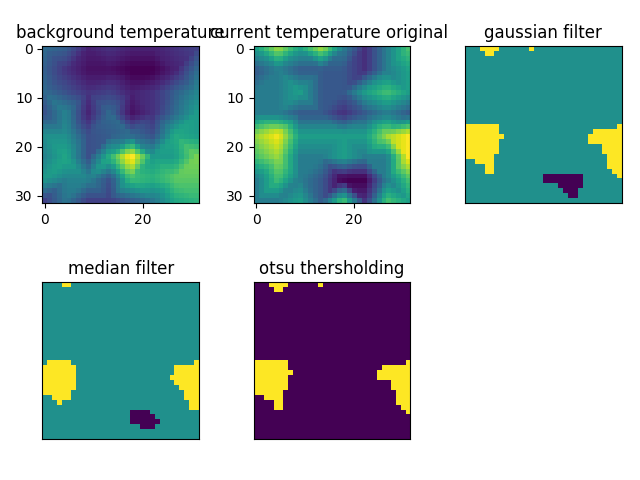 background temperature
current temperature original
gaussian filter
0
10
20
30
0
20
0
10
20
30
0
20
median filter
otsu thersholding